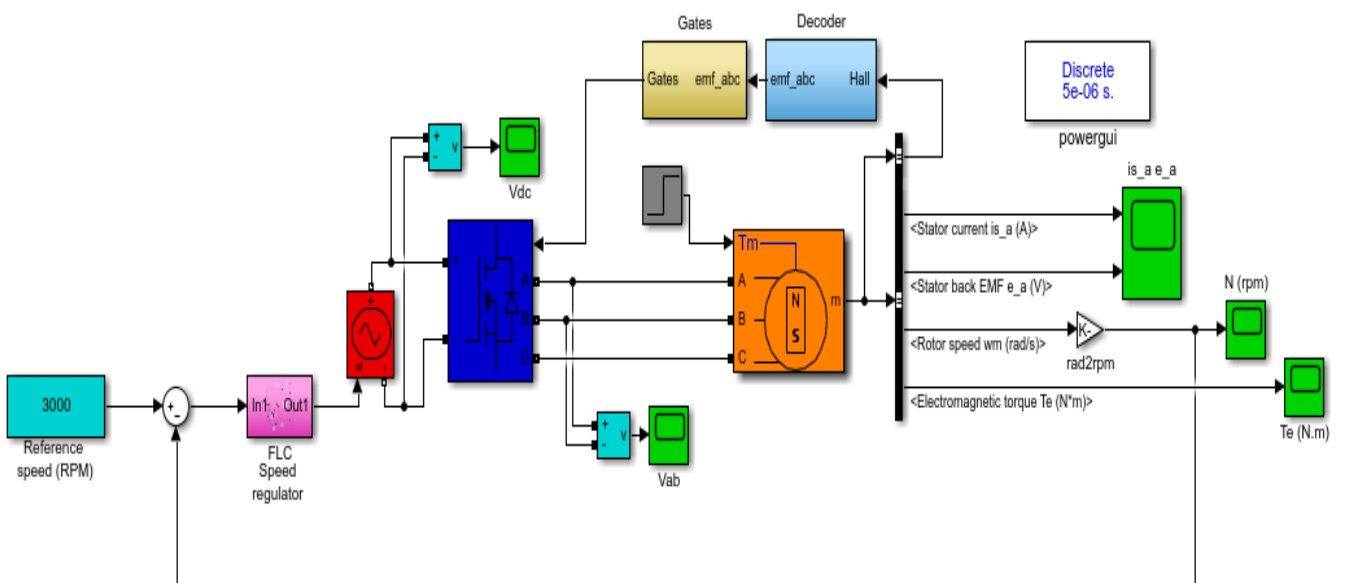 Gates
Decoder
Gates
emf_abc
emf_abc
Hall
Discrete
5e-06 s.
powergui
+
-
v
Vdc
is_a e_a
<Stator current is_a (A)>
<Stator back EMF e_a (V)>
N (rpm)
Tm
A
B
C
N
S
m
+
-
A
B
C
+
-
K-
<Rotor speed wm (rad/s)>
rad2rpm
<Electromagnetic torque Te (N*m)>
Te (N.m)
3000
Reference
speed (RPM)
+
-
In1
Out1
FLC
Speed
regulator
+
-
v
Vab